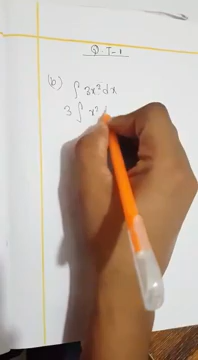 Q. I - 1
(b) ∫ 3x² dx
3 ∫ x² d